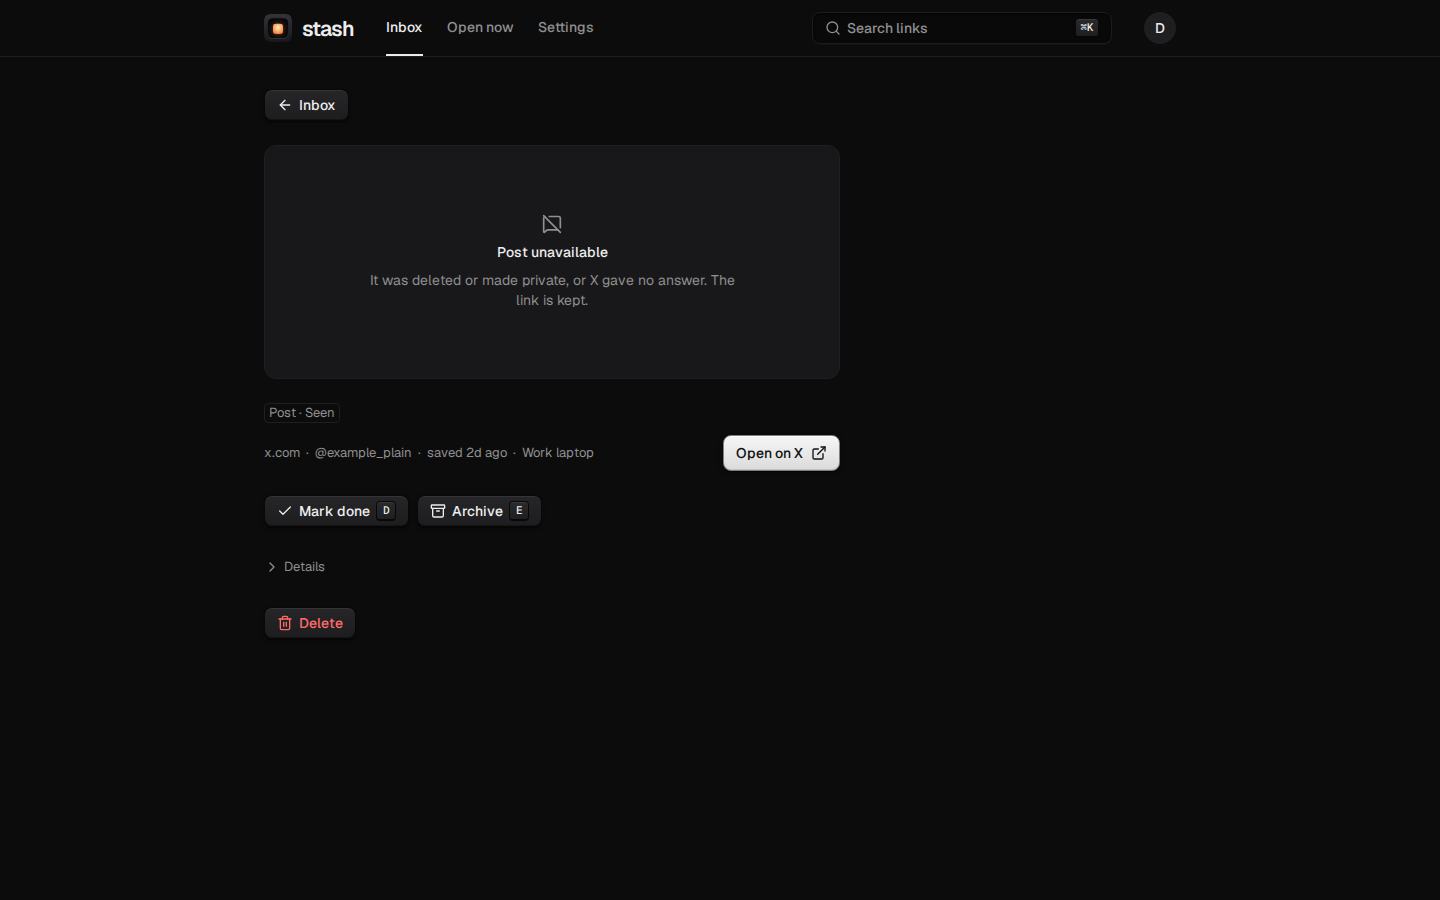 stash
Inbox
Open now
Settings
Search links
⌘K
D
Inbox
Post unavailable
It was deleted or made private, or X gave no answer. The
link is kept.
Post · Seen
x.com · @example_plain · saved 2d ago · Work laptop
Open on X
Mark done D
Archive E
Details
Delete